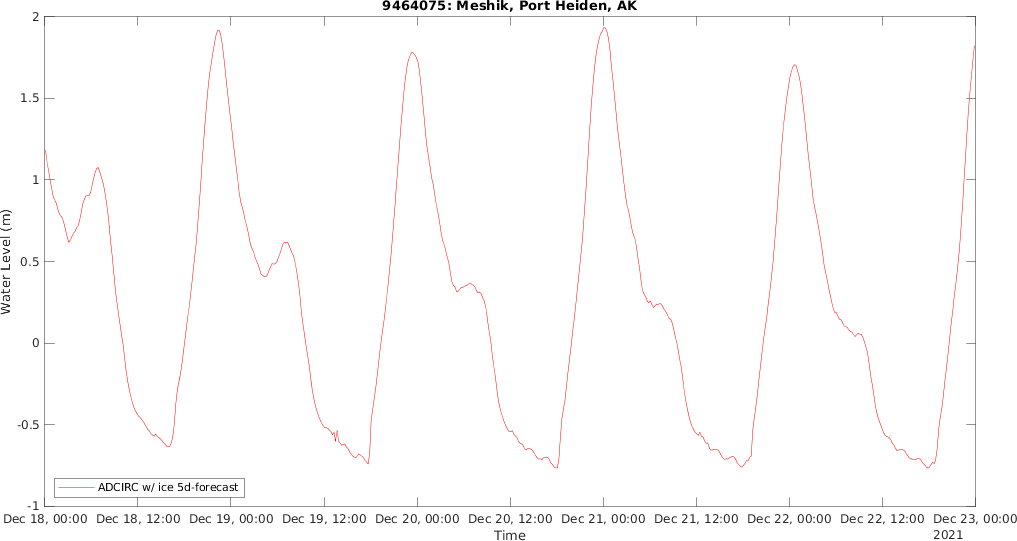 9464075: Meshik, Port Heiden, AK
2
1.5
1
0.5
0
-0.5
-1
Water Level (m)
ADCIRC w/ ice 5d-forecast
Dec 18, 00:00 Dec 18, 12:00 Dec 19, 00:00 Dec 19, 12:00 Dec 20, 00:00 Dec 20, 12:00 Dec 21, 00:00 Dec 21, 12:00 Dec 22, 00:00 Dec 22, 12:00 Dec 23, 00:00
Time
2021